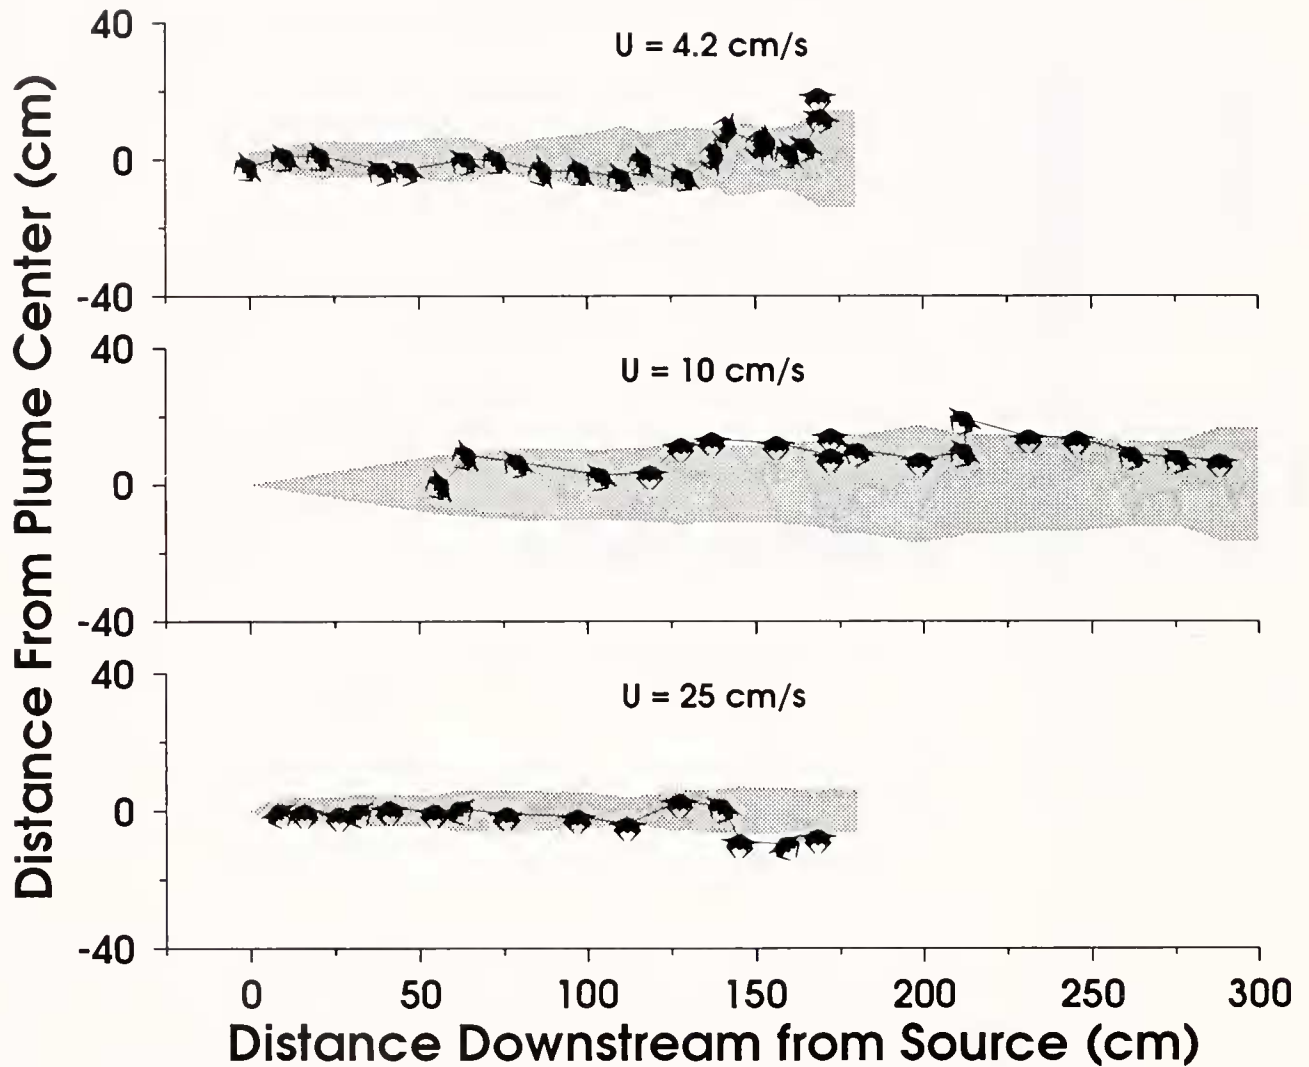 Distance From Plume Center (cm)
40
U = 4.2 cm/s
0
-40
40
U = 10 cm/s
0
-40
40
U = 25 cm/s
0
-40
0 50 100 150 200 250 300
Distance Downstream from Source (cm)